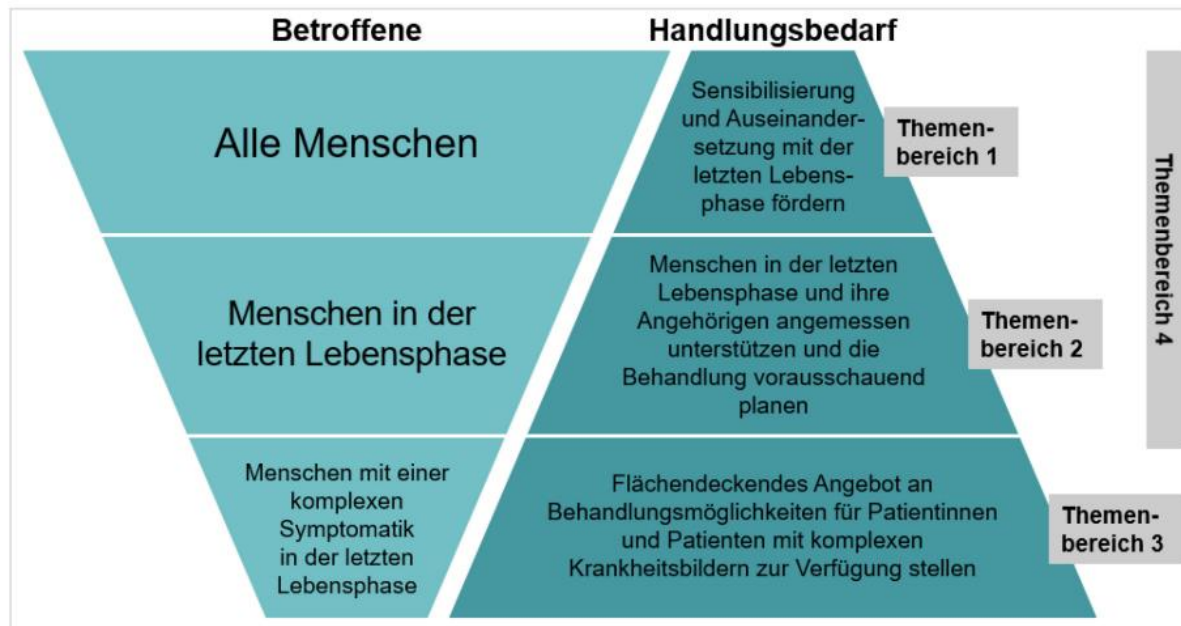 Betroffene
Handlungsbedarf
Alle Menschen
Sensibilisierung
und Auseinander-
setzung mit der
letzten Lebens-
phase fördern
Themen-
bereich 1
Menschen in der
letzten Lebensphase
Menschen in der letzten
Lebensphase und ihre
Angehörigen angemessen
unterstützen und die
Behandlung vorausschauend
planen
Themen-
bereich 2
Menschen mit einer
komplexen
Symptomatik
in der letzten
Lebensphase
Flächendeckendes Angebot an
Behandlungsmöglichkeiten für Patientinnen
und Patienten mit komplexen
Krankheitsbildern zur Verfügung stellen
Themen-
bereich 3
Themenbereich 4